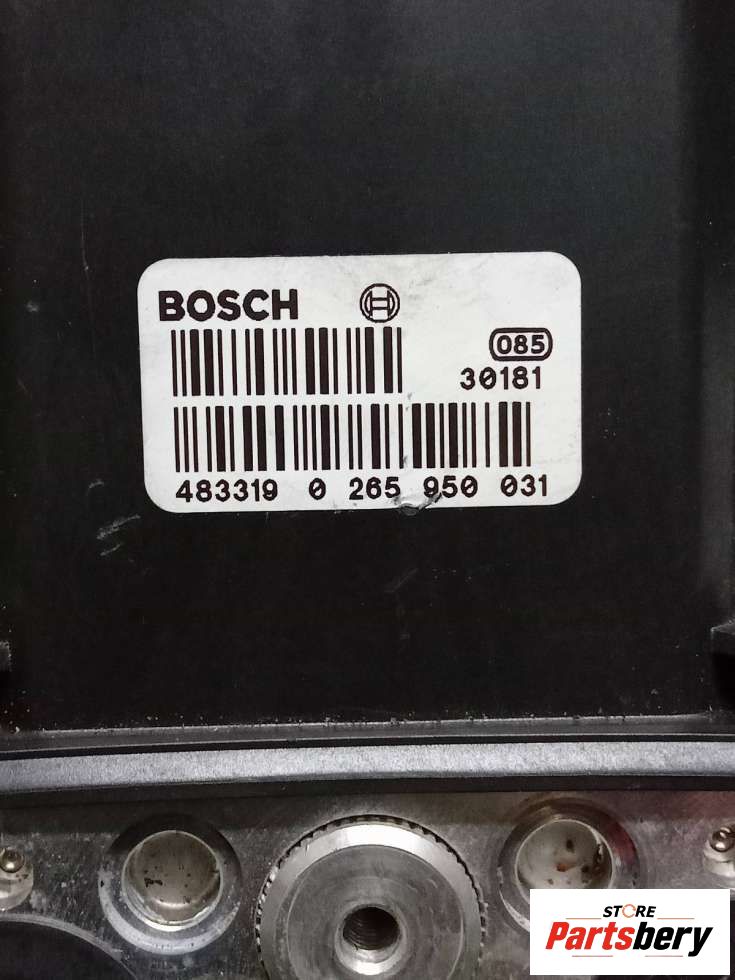 BOSCH
085
30181
483319 0 265 950 031
STORE
Partsbery